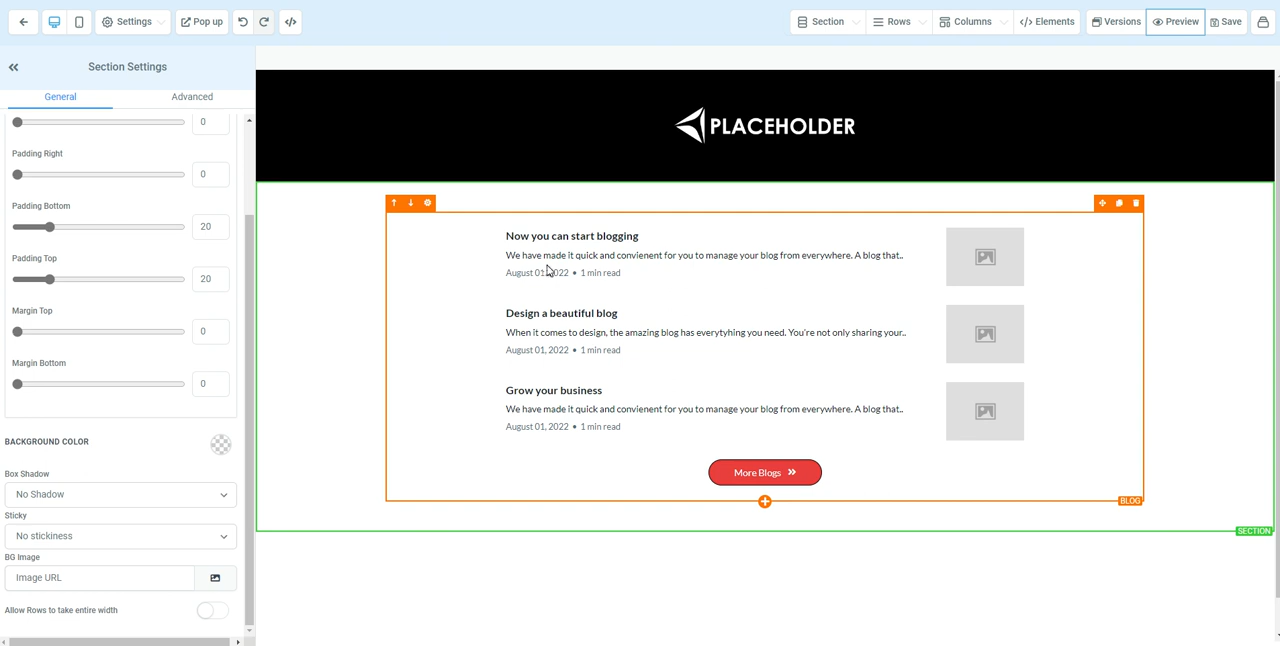 Settings
Pop up
</>
Section
Rows
Columns
</> Elements
Versions
Preview
Save
Section Settings
General
Advanced
0
Padding Right
0
Padding Bottom
20
Padding Top
20
Margin Top
0
Margin Bottom
0
BACKGROUND COLOR
Box Shadow
No Shadow
Sticky
No stickiness
BG Image
Image URL
Allow Rows to take entire width
PLACEHOLDER
Now you can start blogging
We have made it quick and convienent for you to manage your blog from everywhere. A blog that..
August 01, 2022 • 1 min read
Design a beautiful blog
When it comes to design, the amazing blog has everytyhing you need. You're not only sharing your..
August 01, 2022 • 1 min read
Grow your business
We have made it quick and convienent for you to manage your blog from everywhere. A blog that..
August 01, 2022 • 1 min read
More Blogs »
BLOG
SECTION